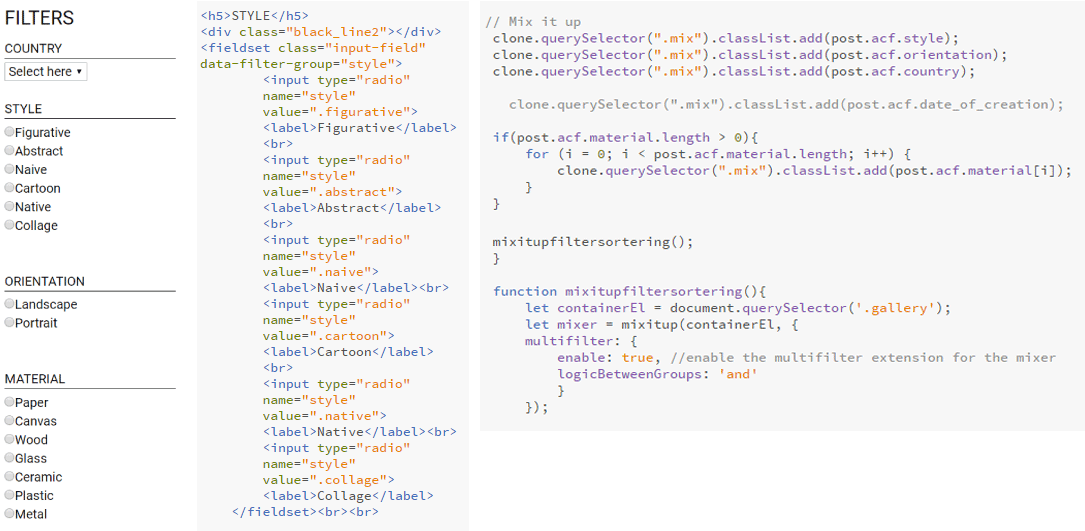 FILTERS
COUNTRY
Select here
STYLE
Figurative
Abstract
Naive
Cartoon
Native
Collage
ORIENTATION
Landscape
Portrait
MATERIAL
Paper
Canvas
Wood
Glass
Ceramic
Plastic
Metal
<h5>STYLE</h5>
<div class="black_line2"></div>
<fieldset class="input-field"
data-filter-group="style">
<input type="radio"
name="style"
value=".figurative">
<label>Figurative</label>
<br>
<input type="radio"
name="style"
value=".abstract">
<label>Abstract</label>
<br>
<input type="radio"
name="style"
value=".naive">
<label>Naive</label><br>
<input type="radio"
name="style"
value=".cartoon">
<label>Cartoon</label>
<br>
<input type="radio"
name="style"
value=".native">
<label>Native</label><br>
<input type="radio"
name="style"
value=".collage">
<label>Collage</label>
</fieldset><br><br>
// Mix it up
clone.querySelector(".mix").classList.add(post.acf.style);
clone.querySelector(".mix").classList.add(post.acf.orientation);
clone.querySelector(".mix").classList.add(post.acf.country);
clone.querySelector(".mix").classList.add(post.acf.date_of_creation);
if(post.acf.material.length > 0){
for (i = 0; i < post.acf.material.length; i++) {
clone.querySelector(".mix").classList.add(post.acf.material[i]);
}
}
mixitupfiltersortering();
}
function mixitupfiltersortering(){
let containerEl = document.querySelector('.gallery');
let mixer = mixitup(containerEl, {
multifilter: {
enable: true, //enable the multifilter extension for the mixer
logicBetweenGroups: 'and'
}
});